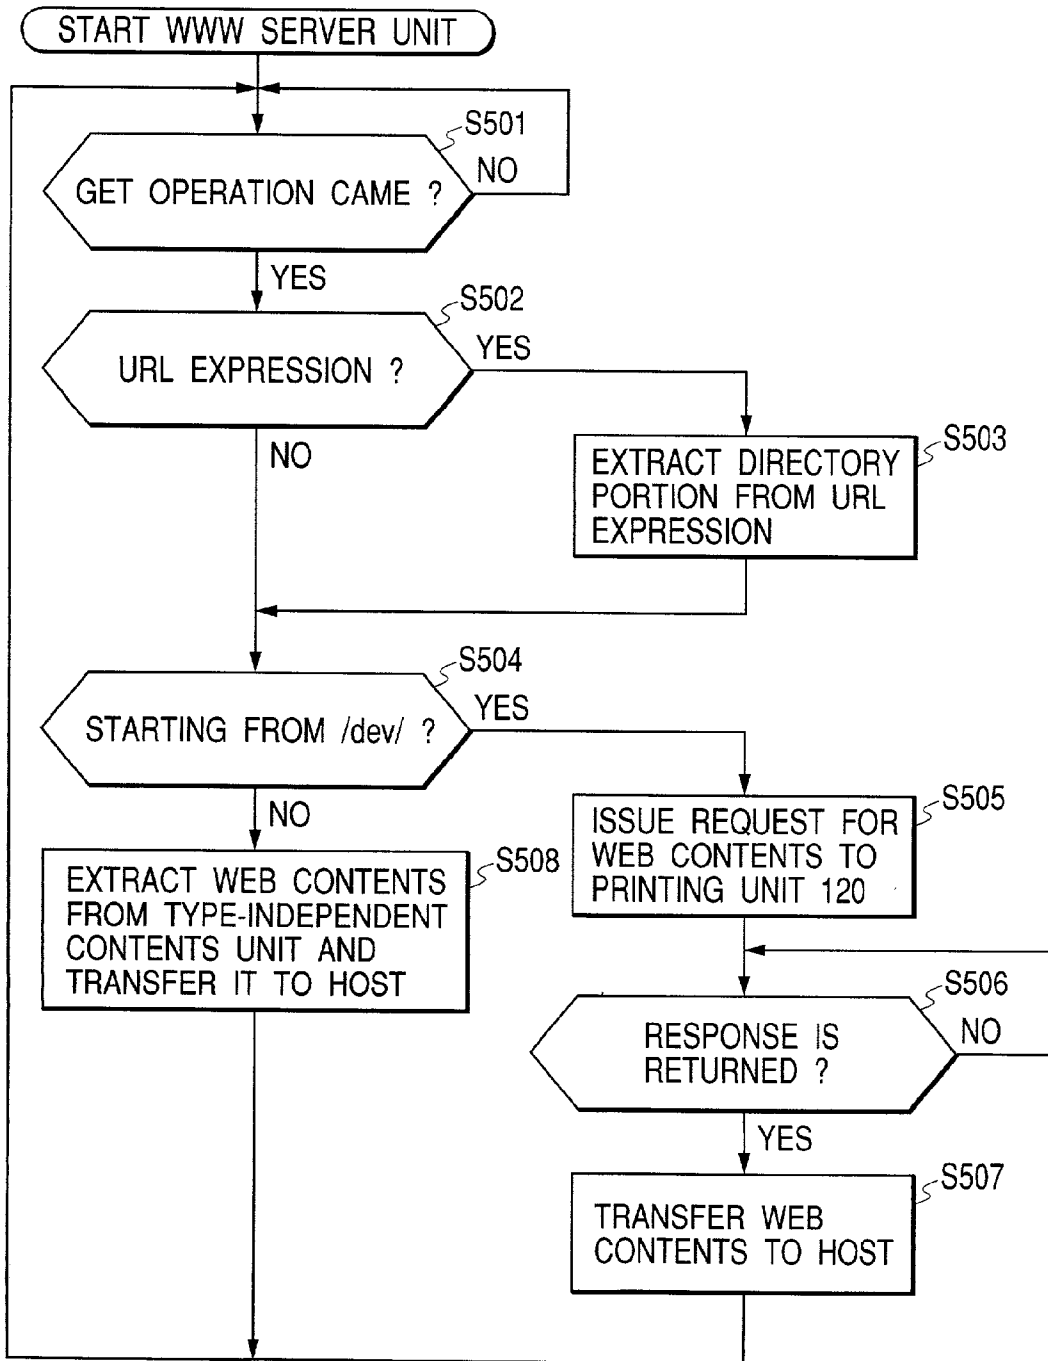 START WWW SERVER UNIT
S501
GET OPERATION CAME ?
NO
YES
S502
URL EXPRESSION ?
YES
NO
S503
EXTRACT DIRECTORY
PORTION FROM URL
EXPRESSION
S504
STARTING FROM /dev/ ?
YES
NO
S505
ISSUE REQUEST FOR
WEB CONTENTS TO
PRINTING UNIT 120
S508
EXTRACT WEB CONTENTS
FROM TYPE-INDEPENDENT
CONTENTS UNIT AND
TRANSFER IT TO HOST
S506
RESPONSE IS
RETURNED ?
NO
YES
S507
TRANSFER WEB
CONTENTS TO HOST